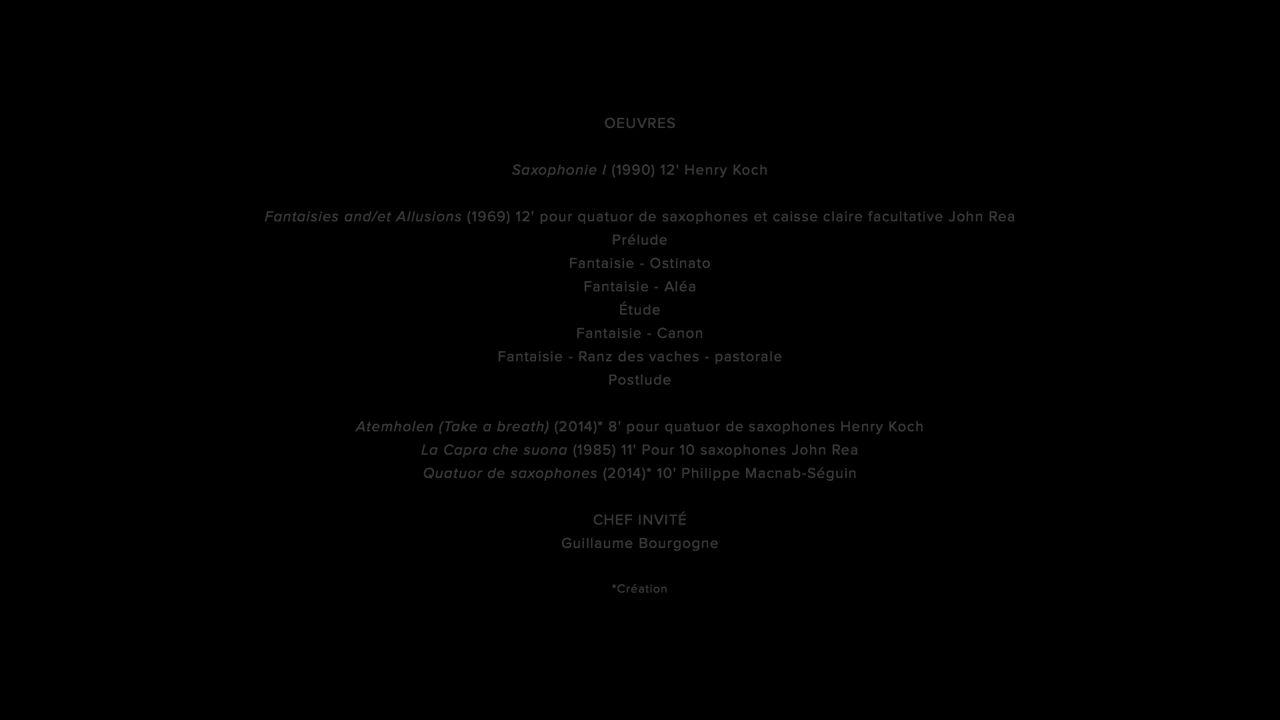 OEUVRES
Saxophonie I (1990) 12' Henry Koch
Fantaisies and/et Allusions (1969) 12' pour quatuor de saxophones et caisse claire facultative John Rea
Prélude
Fantaisie - Ostinato
Fantaisie - Aléa
Étude
Fantaisie - Canon
Fantaisie - Ranz des vaches - pastorale
Postlude
Atemholen (Take a breath) (2014)* 8' pour quatuor de saxophones Henry Koch
La Capra che suona (1985) 11' Pour 10 saxophones John Rea
Quatuor de saxophones (2014)* 10' Philippe Macnab-Séguin
CHEF INVITÉ
Guillaume Bourgogne
*Création